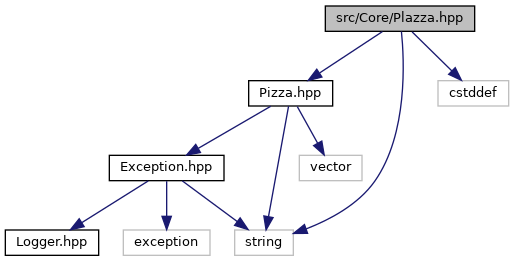 src/Core/Plazza.hpp
Pizza.hpp
cstddef
Exception.hpp
vector
Logger.hpp
exception
string